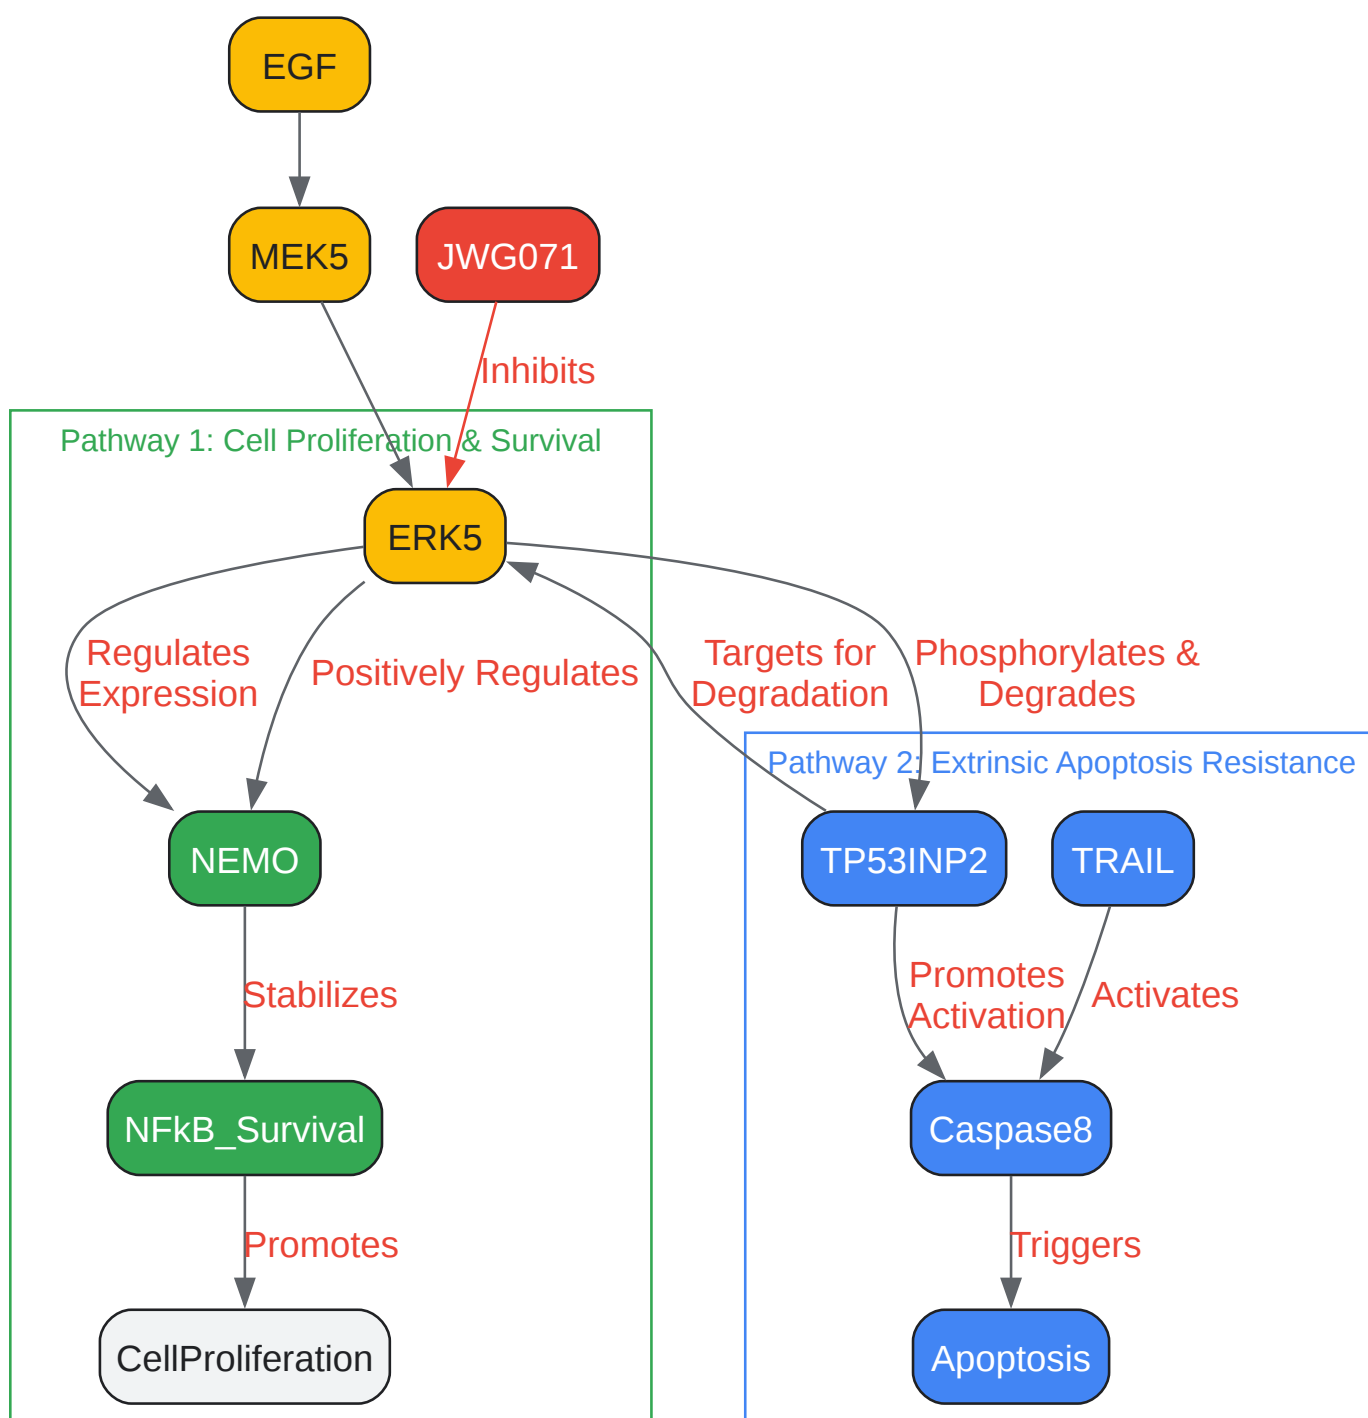 EGF
MEK5
JWG071
Inhibits
Pathway 1: Cell Proliferation & Survival
ERK5
Regulates
Expression
Positively Regulates
Targets for
Degradation
Phosphorylates &
Degrades
Pathway 2: Extrinsic Apoptosis Resistance
NEMO
TP53INP2
TRAIL
Stabilizes
Promotes
Activation
Activates
NFkB_Survival
Caspase8
Promotes
Triggers
CellProliferation
Apoptosis